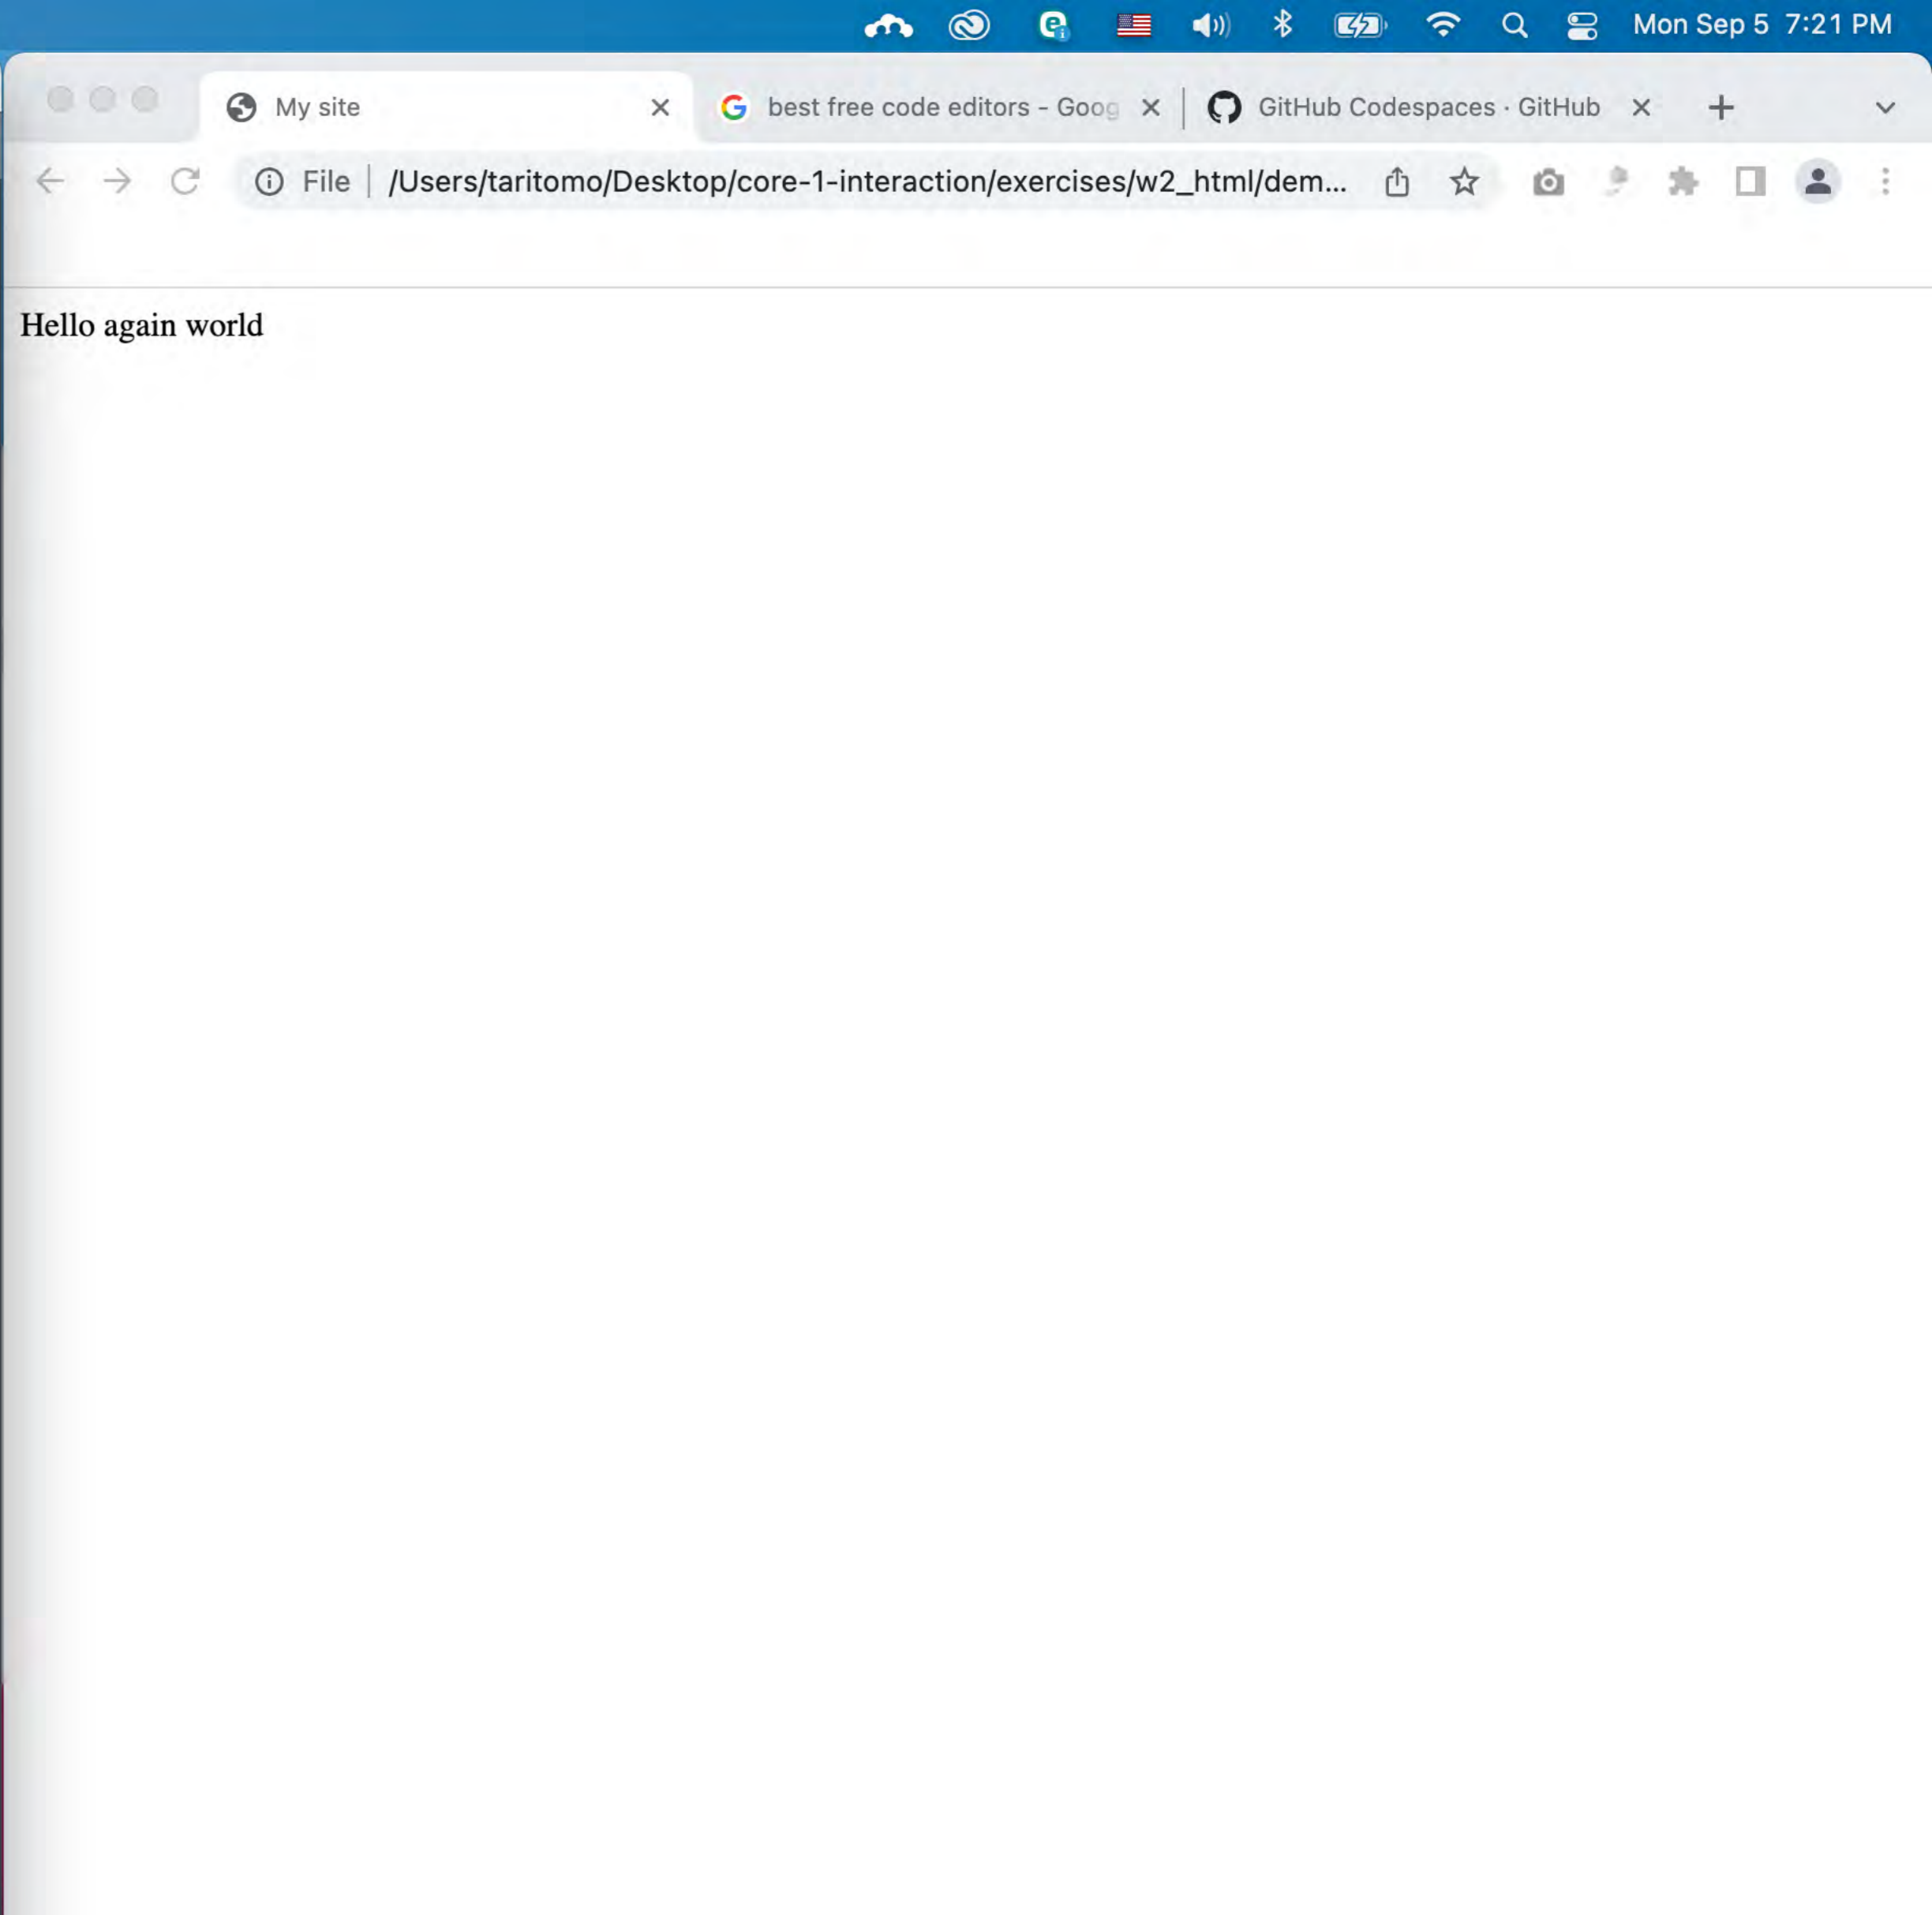 Mon Sep 5 7:21 PM
My site
best free code editors - Goog
GitHub Codespaces · GitHub
File /Users/taritomo/Desktop/core-1-interaction/exercises/w2_html/dem...
Hello again world